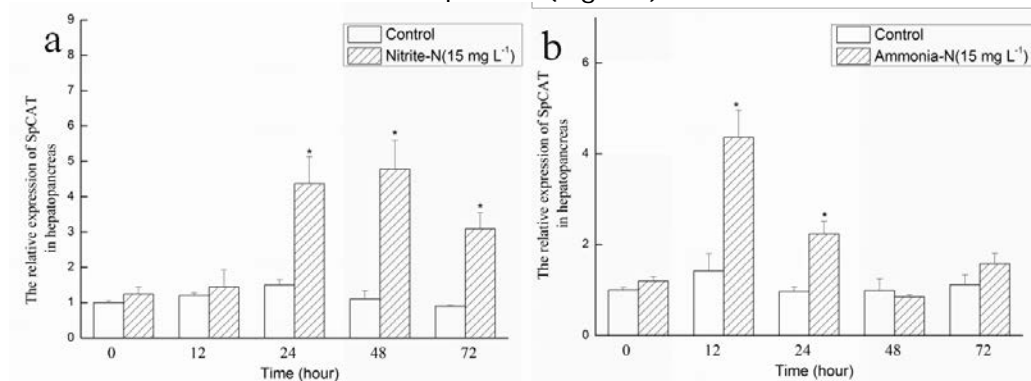 a
Control
Nitrite-N(15 mg L-1)
The relative expression of SpCAT
in hepatopancreas
9
8
7
6
5
4
3
2
1
0
*
*
*
0 12 24 48 72
Time (hour)
b
Control
Ammonia-N(15 mg L-1)
The relative expression of SpCAT
in hepatopancreas
6
4
2
0
*
*
0 12 24 48 72
Time (hour)